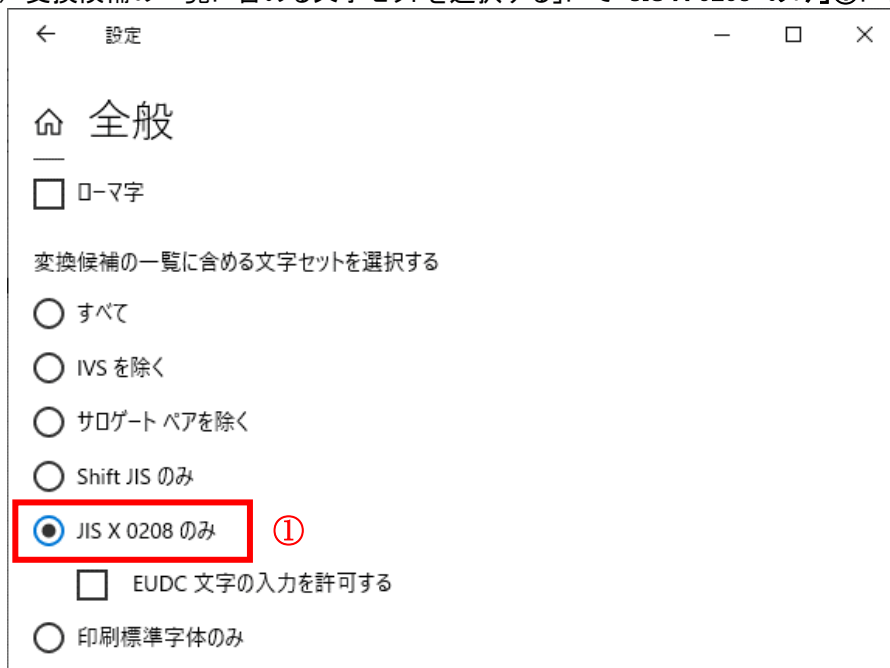 ← 設定
全般
ローマ字
変換候補の一覧に含める文字セットを選択する
すべて
IVS を除く
サロゲート ペアを除く
Shift JIS のみ
JIS X 0208 のみ ①
EUDC 文字の入力を許可する
印刷標準字体のみ